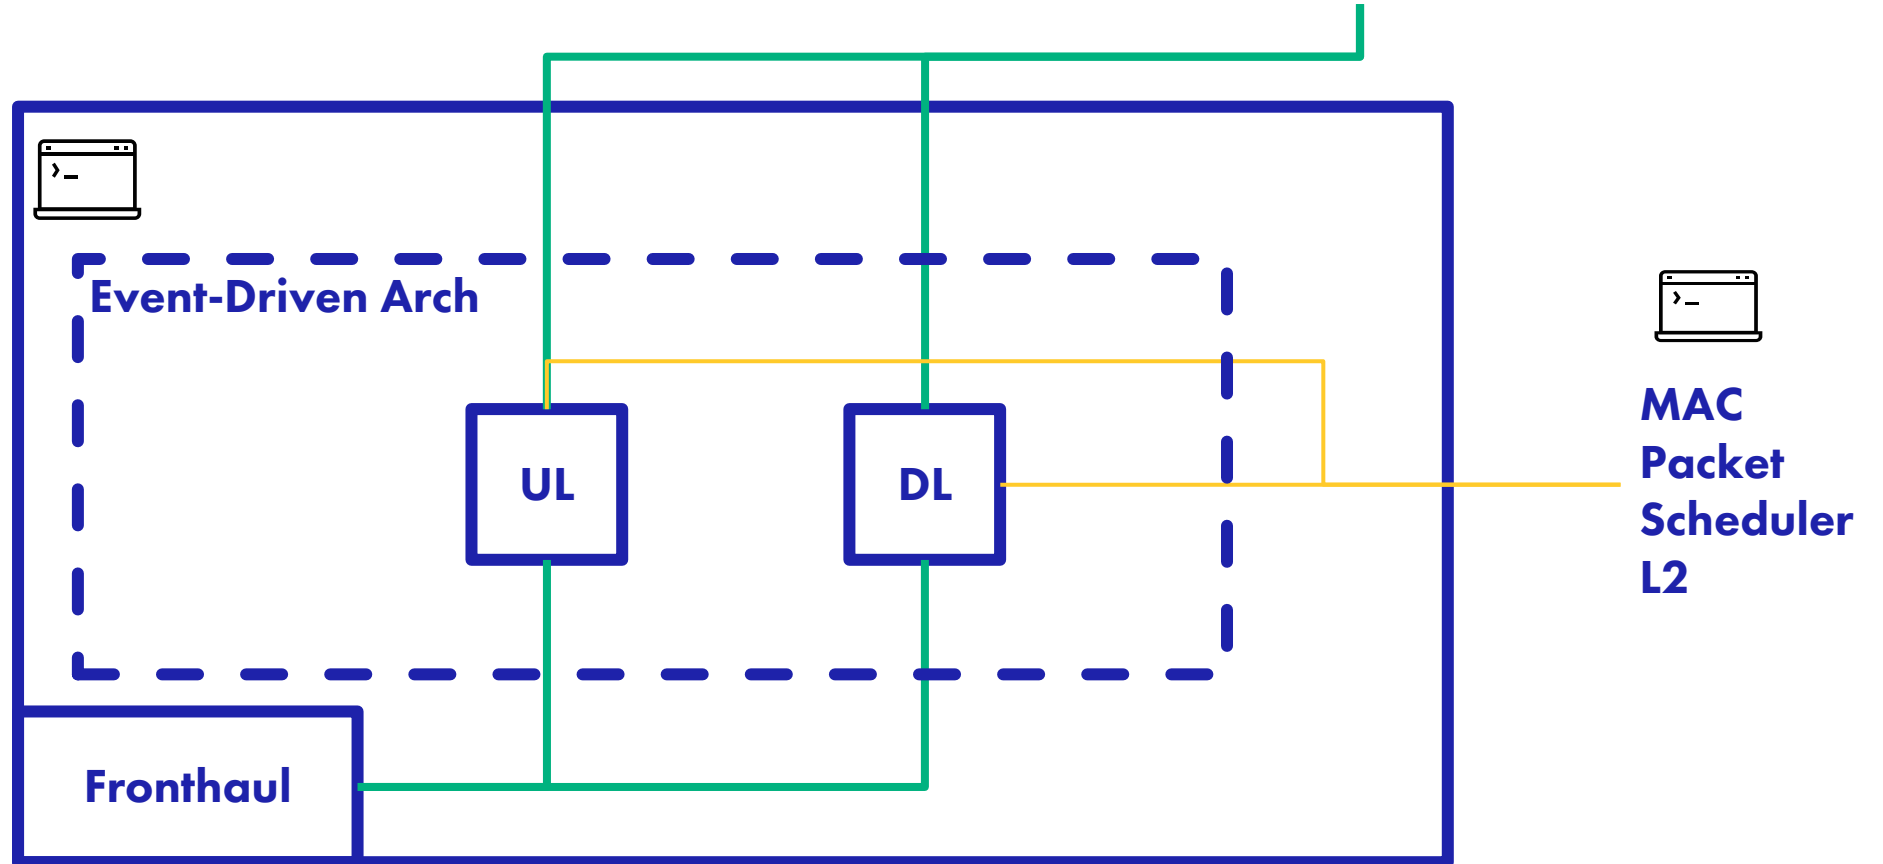 Event-Driven Arch
UL
DL
MAC
Packet
Scheduler
L2
Fronthaul